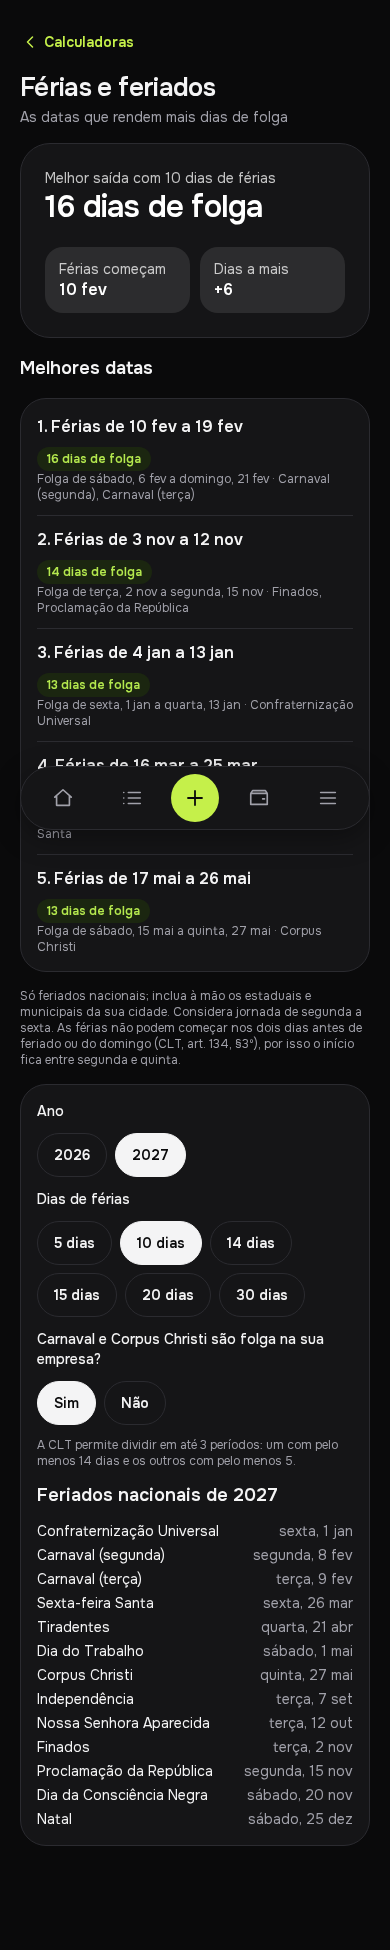 Calculadoras
Férias e feriados
As datas que rendem mais dias de folga
Melhor saída com 10 dias de férias
16 dias de folga
Férias começam
10 fev
Dias a mais
+6
Melhores datas
1. Férias de 10 fev a 19 fev
16 dias de folga
Folga de sábado, 6 fev a domingo, 21 fev · Carnaval
(segunda), Carnaval (terça)
2. Férias de 3 nov a 12 nov
14 dias de folga
Folga de terça, 2 nov a segunda, 15 nov · Finados,
Proclamação da República
3. Férias de 4 jan a 13 jan
13 dias de folga
Folga de sexta, 1 jan a quarta, 13 jan · Confraternização
Universal
4. Férias de 16 mar a 25 mar
Santa
5. Férias de 17 mai a 26 mai
13 dias de folga
Folga de sábado, 15 mai a quinta, 27 mai · Corpus
Christi
Só feriados nacionais; inclua à mão os estaduais e
municipais da sua cidade. Considera jornada de segunda a
sexta. As férias não podem começar nos dois dias antes de
feriado ou do domingo (CLT, art. 134, §3º), por isso o início
fica entre segunda e quinta.
Ano
2026
2027
Dias de férias
5 dias
10 dias
14 dias
15 dias
20 dias
30 dias
Carnaval e Corpus Christi são folga na sua
empresa?
Sim
Não
A CLT permite dividir em até 3 períodos: um com pelo
menos 14 dias e os outros com pelo menos 5.
Feriados nacionais de 2027
Confraternização Universal sexta, 1 jan
Carnaval (segunda) segunda, 8 fev
Carnaval (terça) terça, 9 fev
Sexta-feira Santa sexta, 26 mar
Tiradentes quarta, 21 abr
Dia do Trabalho sábado, 1 mai
Corpus Christi quinta, 27 mai
Independência terça, 7 set
Nossa Senhora Aparecida terça, 12 out
Finados terça, 2 nov
Proclamação da República segunda, 15 nov
Dia da Consciência Negra sábado, 20 nov
Natal sábado, 25 dez